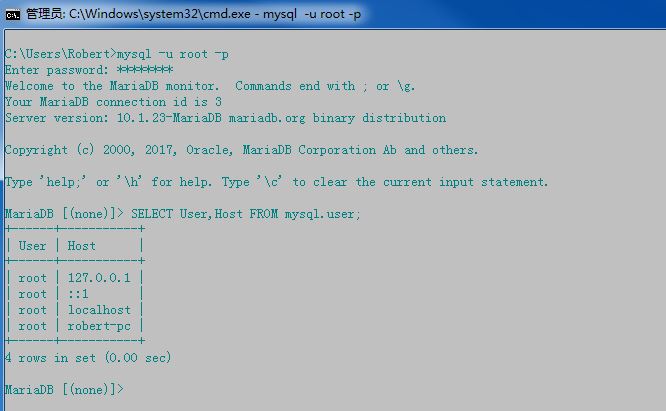 管理员: C:\Windows\system32\cmd.exe - mysql  -u root -p
C:\Users\Robert>mysql -u root -p
Enter password: ********
Welcome to the MariaDB monitor.  Commands end with ; or \g.
Your MariaDB connection id is 3
Server version: 10.1.23-MariaDB mariadb.org binary distribution
Copyright (c) 2000, 2017, Oracle, MariaDB Corporation Ab and others.
Type 'help;' or '\h' for help. Type '\c' to clear the current input statement.
MariaDB [(none)]> SELECT User,Host FROM mysql.user;
+------+-----------+
| User | Host      |
+------+-----------+
| root | 127.0.0.1 |
| root | ::1       |
| root | localhost |
| root | robert-pc |
+------+-----------+
4 rows in set (0.00 sec)
MariaDB [(none)]>